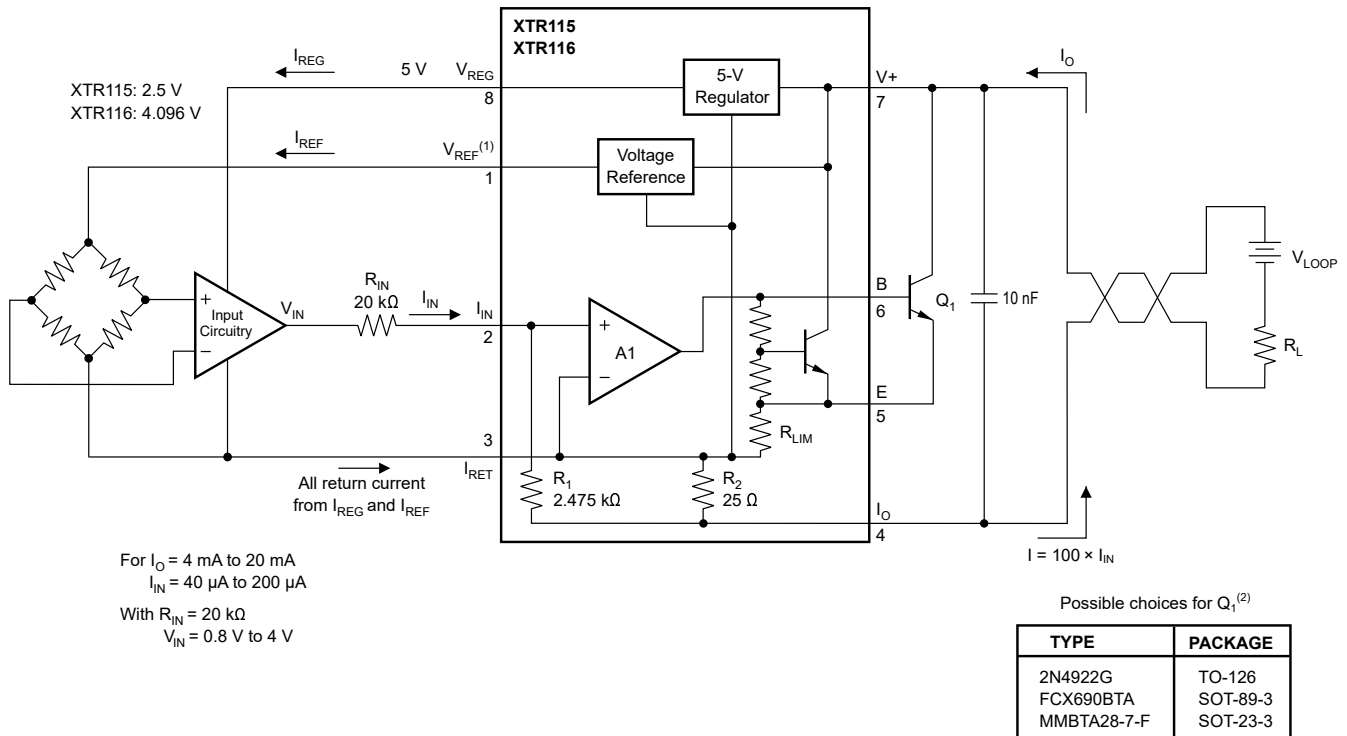 XTR115
XTR116
I_REG
5 V
V_REG
8
5-V
Regulator
V+
7
I_O
XTR115: 2.5 V
XTR116: 4.096 V
I_REF
V_REF(1)
1
Voltage
Reference
V_LOOP
R_L
R_IN
20 kΩ
I_IN
I_IN
2
V_IN
+
Input
Circuitry
−
+
A1
−
B
6
Q1
10 nF
E
5
R_LIM
3
I_RET
All return current
from I_REG and I_REF
R1
2.475 kΩ
R2
25 Ω
I_O
4
I = 100 × I_IN
For I_O = 4 mA to 20 mA
I_IN = 40 μA to 200 μA
With R_IN = 20 kΩ
V_IN = 0.8 V to 4 V
Possible choices for Q1(2)
TYPE PACKAGE
2N4922G TO-126
FCX690BTA SOT-89-3
MMBTA28-7-F SOT-23-3